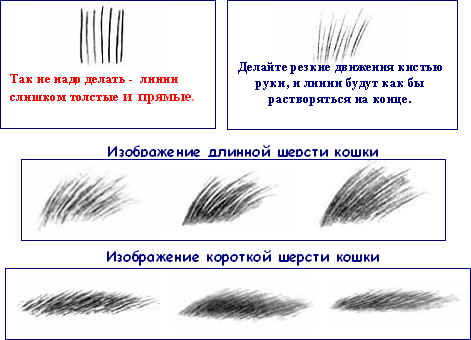 Так не надо делать - линии
слишком толстые и прямые.
Делайте резкие движения кистью
руки, и линии будут как бы
растворяться на конце.
Изображение длинной шерсти кошки
Изображение короткой шерсти кошки